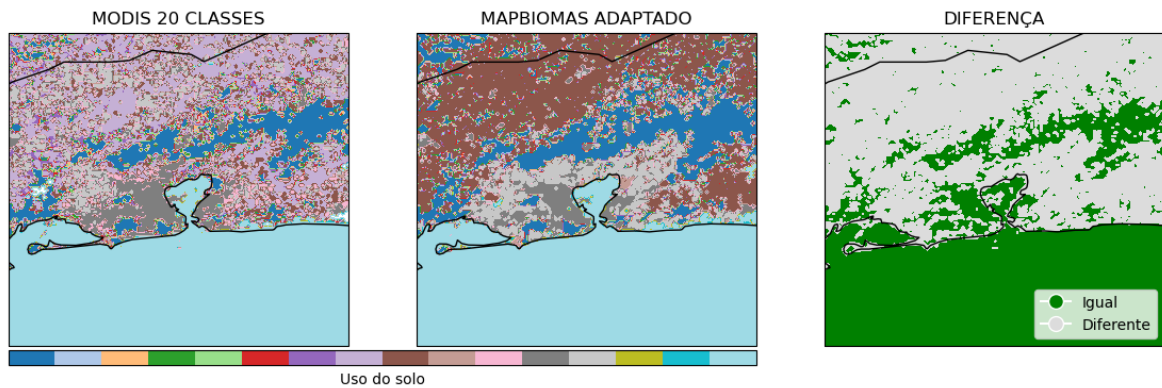 MODIS 20 CLASSES
MAPBIOMAS ADAPTADO
DIFERENÇA
Igual
Diferente
Uso do solo